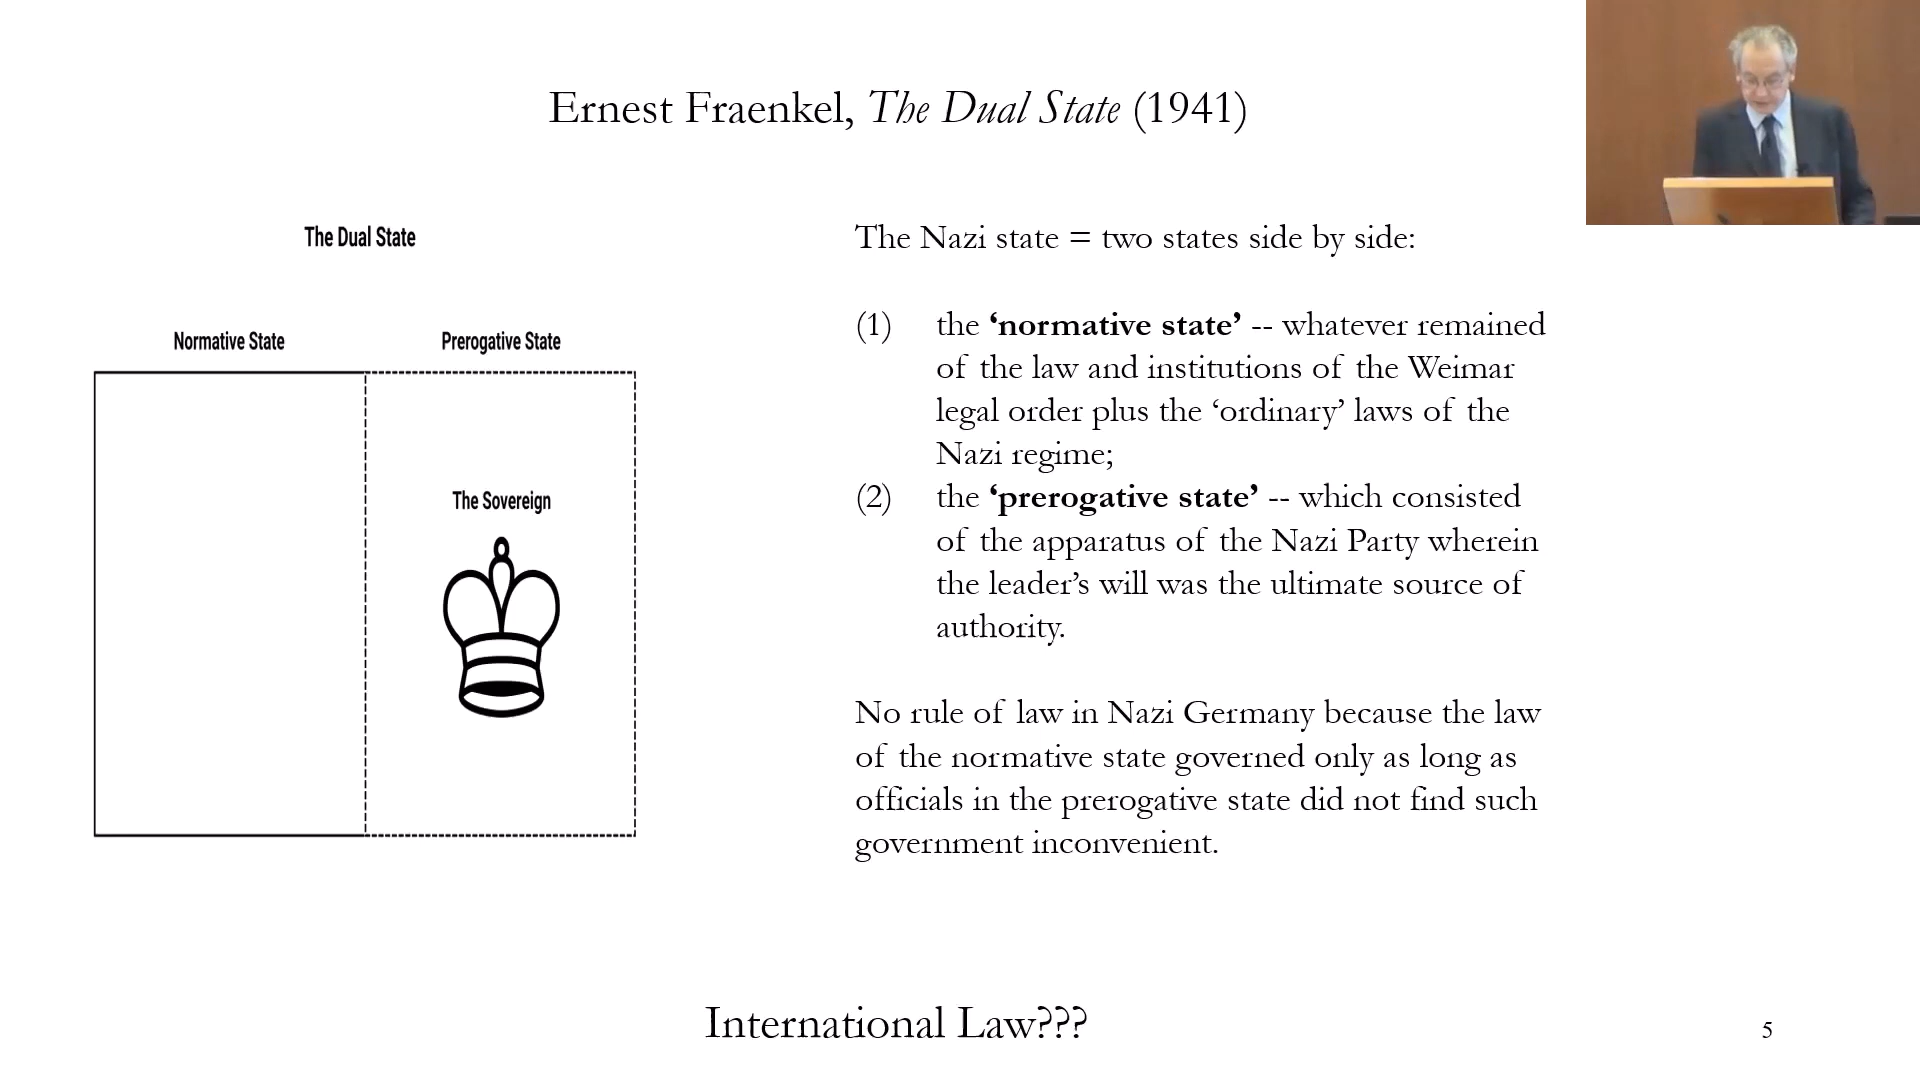 Ernest Fraenkel, The Dual State (1941)
The Dual State
Normative State
Prerogative State
The Sovereign
The Nazi state = two states side by side:
(1) the ‘normative state’ -- whatever remained
of the law and institutions of the Weimar
legal order plus the ‘ordinary’ laws of the
Nazi regime;
(2) the ‘prerogative state’ -- which consisted
of the apparatus of the Nazi Party wherein
the leader’s will was the ultimate source of
authority.
No rule of law in Nazi Germany because the law
of the normative state governed only as long as
officials in the prerogative state did not find such
government inconvenient.
International Law???
5